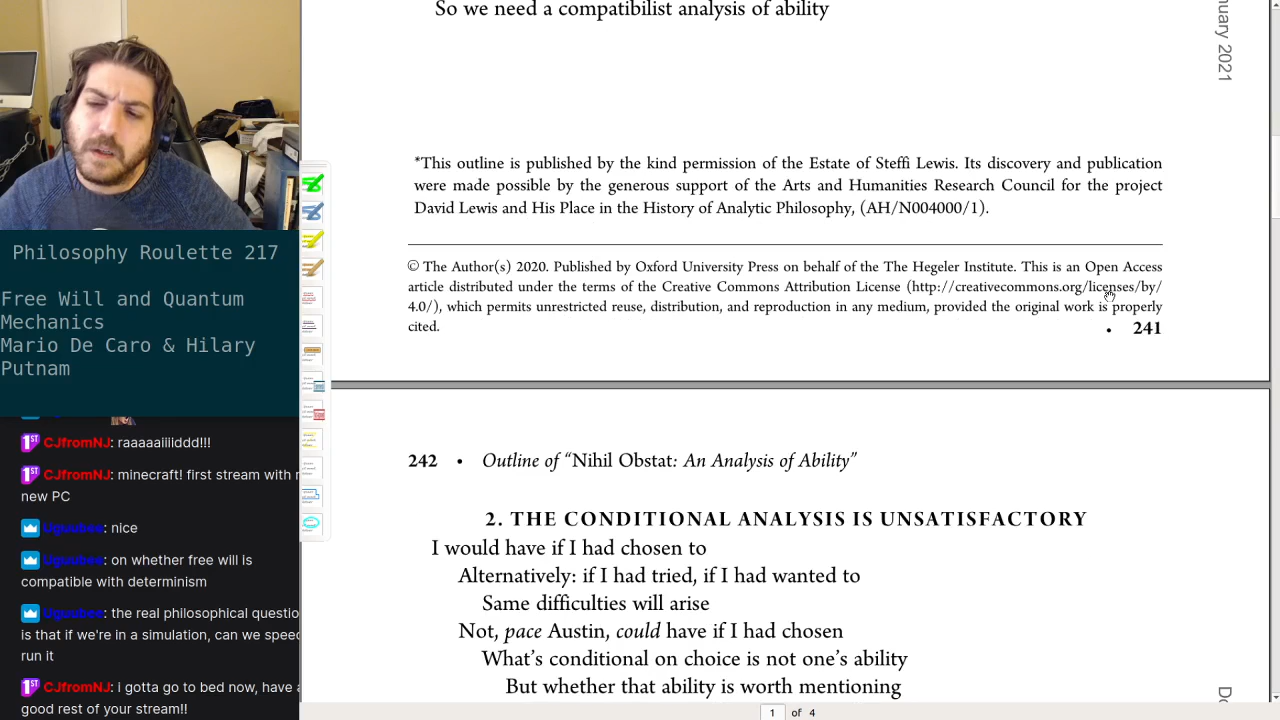 So we need a compatibilist analysis of ability
nuary 2021
*This outline is published by the kind permission of the Estate of Steffi Lewis. Its discovery and publication
were made possible by the generous support of the Arts and Humanities Research Council for the project
David Lewis and His Place in the History of Analytic Philosophy, (AH/N004000/1).
© The Author(s) 2020. Published by Oxford University Press on behalf of the The Hegeler Institute. This is an Open Access
article distributed under the terms of the Creative Commons Attribution License (http://creativecommons.org/licenses/by/
4.0/), which permits unrestricted reuse, distribution, and reproduction in any medium, provided the original work is properly
cited.
• 241
242 • Outline of “Nihil Obstat: An Analysis of Ability”
2. THE CONDITIONAL ANALYSIS IS UNSATISFACTORY
I would have if I had chosen to
Alternatively: if I had tried, if I had wanted to
Same difficulties will arise
Not, pace Austin, could have if I had chosen
What’s conditional on choice is not one’s ability
But whether that ability is worth mentioning
Do
1 of 4
Philosophy Roulette 217
Free Will and Quantum
Mechanics
Mario De Caro & Hilary
Putnam
1ST CJfromNJ: raaaaaiiiiddd!!!
1ST CJfromNJ: minecraft! first stream with
new PC
Uguubee: nice
Uguubee: on whether free will is
compatible with determinism
Uguubee: the real philosophical questio
is that if we're in a simulation, can we speed
run it
1ST CJfromNJ: i gotta go to bed now, have a
good rest of your stream!!